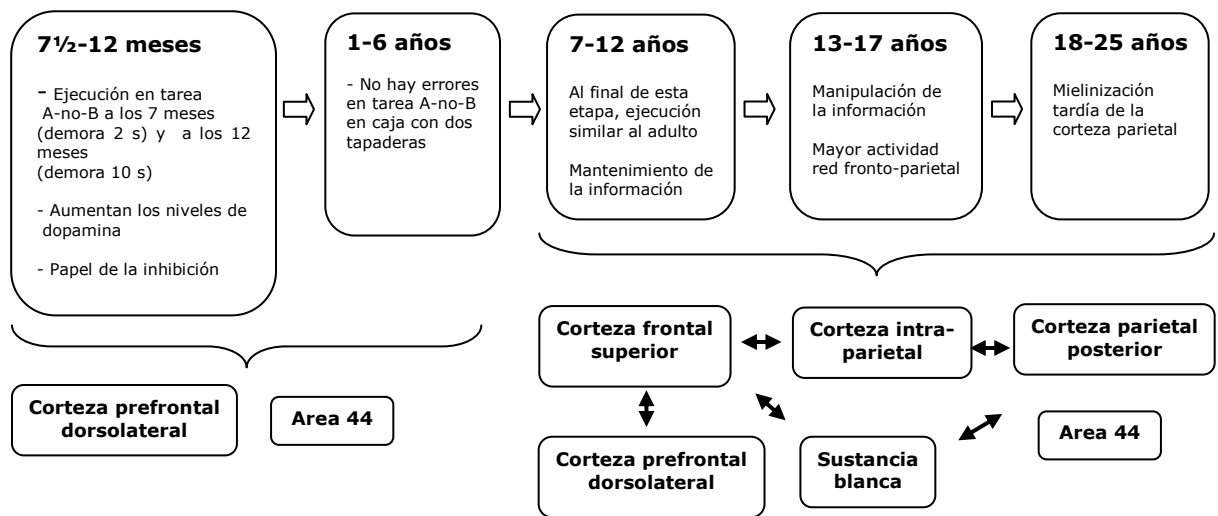 7½-12 meses
- Ejecución en tarea
A-no-B a los 7 meses
(demora 2 s) y a los 12
meses
(demora 10 s)
- Aumentan los niveles de
dopamina
- Papel de la inhibición
1-6 años
- No hay errores
en tarea A-no-B
en caja con dos
tapaderas
7-12 años
Al final de esta
etapa, ejecución
similar al adulto
Mantenimiento de
la información
13-17 años
Manipulación de
la información
Mayor actividad
red fronto-parietal
18-25 años
Mielinización
tardía de la
corteza parietal
Corteza prefrontal
dorsolateral
Area 44
Corteza frontal
superior
Corteza intra-
parietal
Corteza parietal
posterior
Corteza prefrontal
dorsolateral
Sustancia
blanca
Area 44